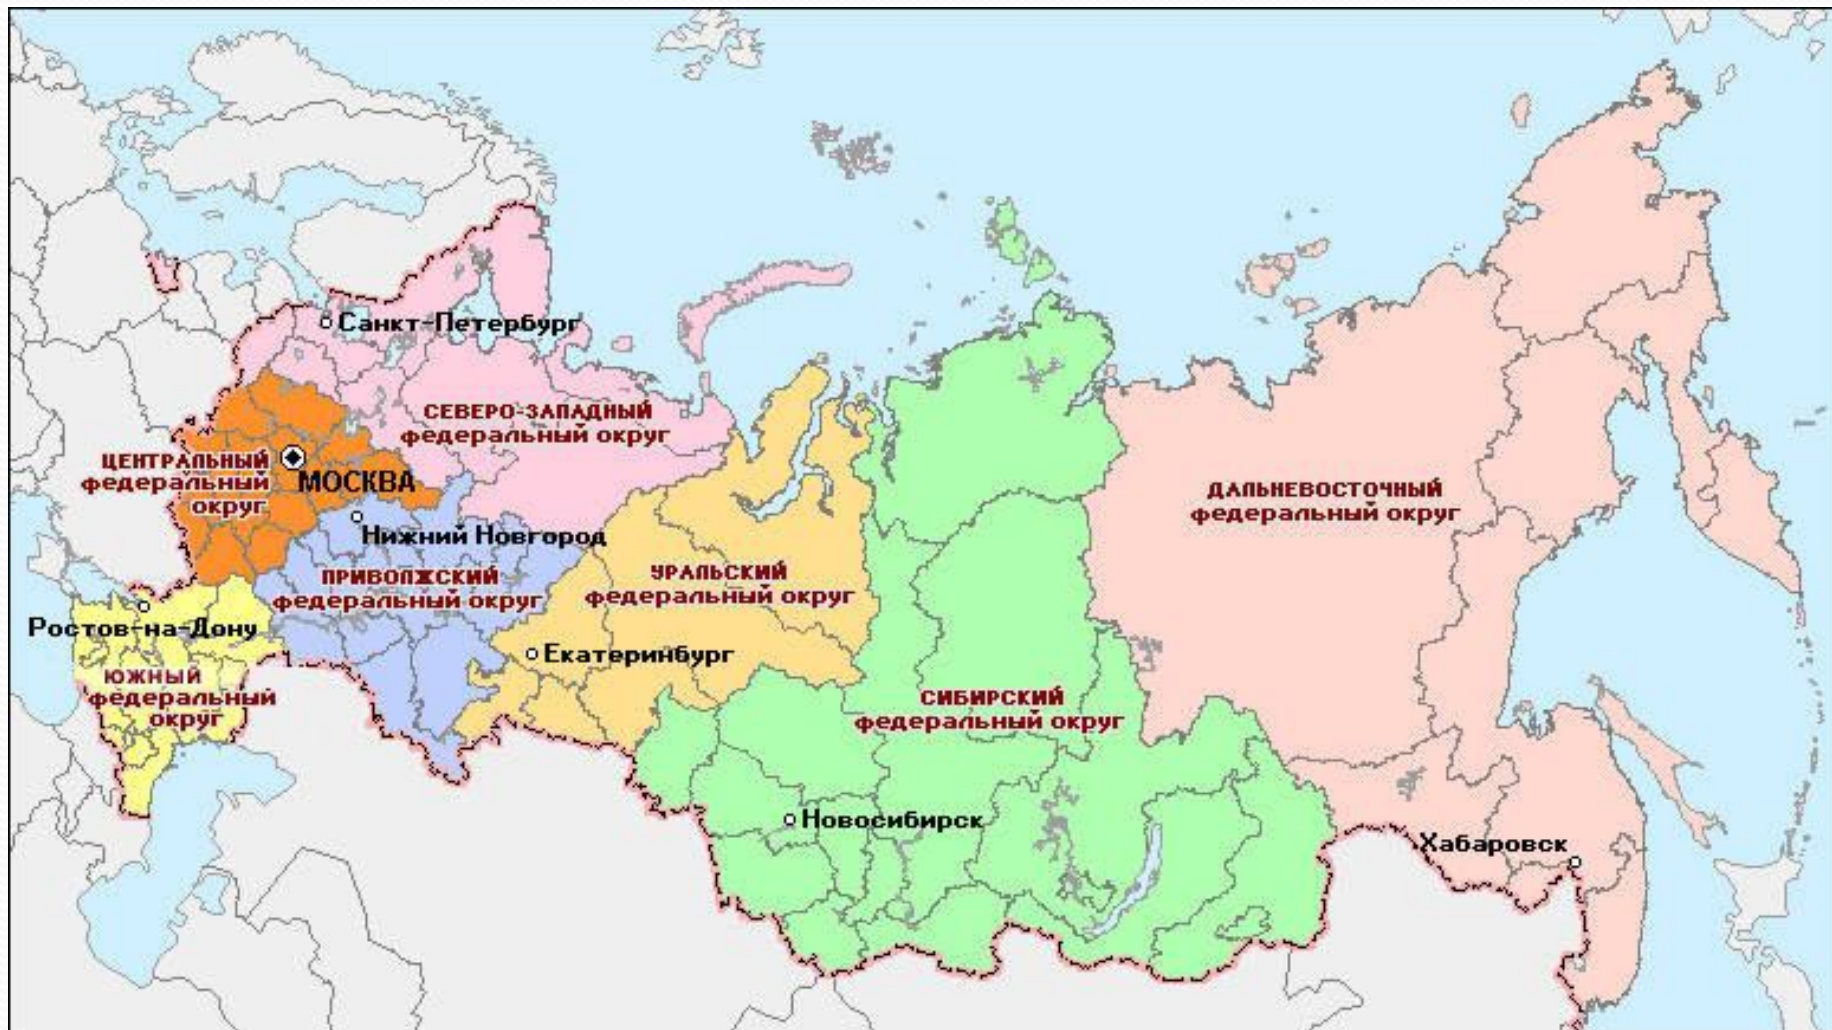 Санкт-Петербург
СЕВЕРО-ЗАПАДНЫЙ
федеральный округ
ЦЕНТРАЛЬНЫЙ
федеральный
округ
МОСКВА
Нижний Новгород
ПРИВОЛЖСКИЙ
федеральный округ
УРАЛЬСКИЙ
федеральный округ
ДАЛЬНЕВОСТОЧНЫЙ
федеральный округ
Ростов-на-Дону
ЮЖНЫЙ
федеральный
округ
Екатеринбург
СИБИРСКИЙ
федеральный округ
Новосибирск
Хабаровск